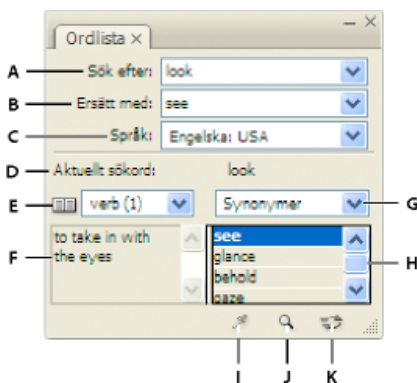 Ordlista ×
A Sök efter: look
B Ersätt med: see
C Språk: Engelska: USA
D Aktuellt sökord: look
E verb (1) Synonymer G
F to take in with the eyes
see
glance H
behold
gaze
I J K